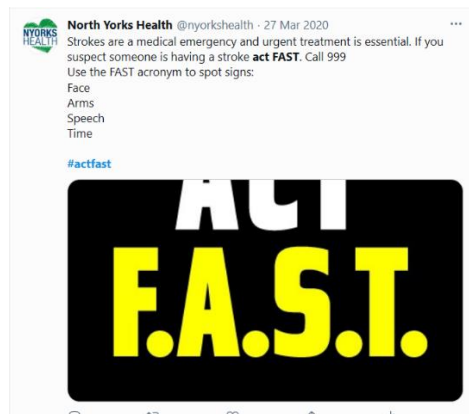 NYORKS
HEALTH
North Yorks Health @nyorkshealth · 27 Mar 2020
Strokes are a medical emergency and urgent treatment is essential. If you
suspect someone is having a stroke act FAST. Call 999
Use the FAST acronym to spot signs:
Face
Arms
Speech
Time
#actfast
ACT
F.A.S.T.